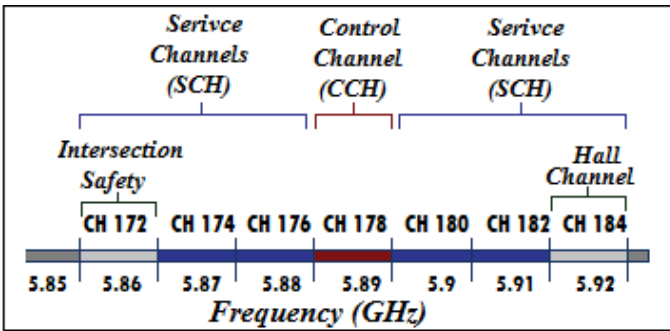 Serivce Channels (SCH)
Control Channel (CCH)
Serivce Channels (SCH)
Intersection Safety
Hall Channel
CH 172 CH 174 CH 176 CH 178 CH 180 CH 182 CH 184
5.85 5.86 5.87 5.88 5.89 5.9 5.91 5.92
Frequency (GHz)